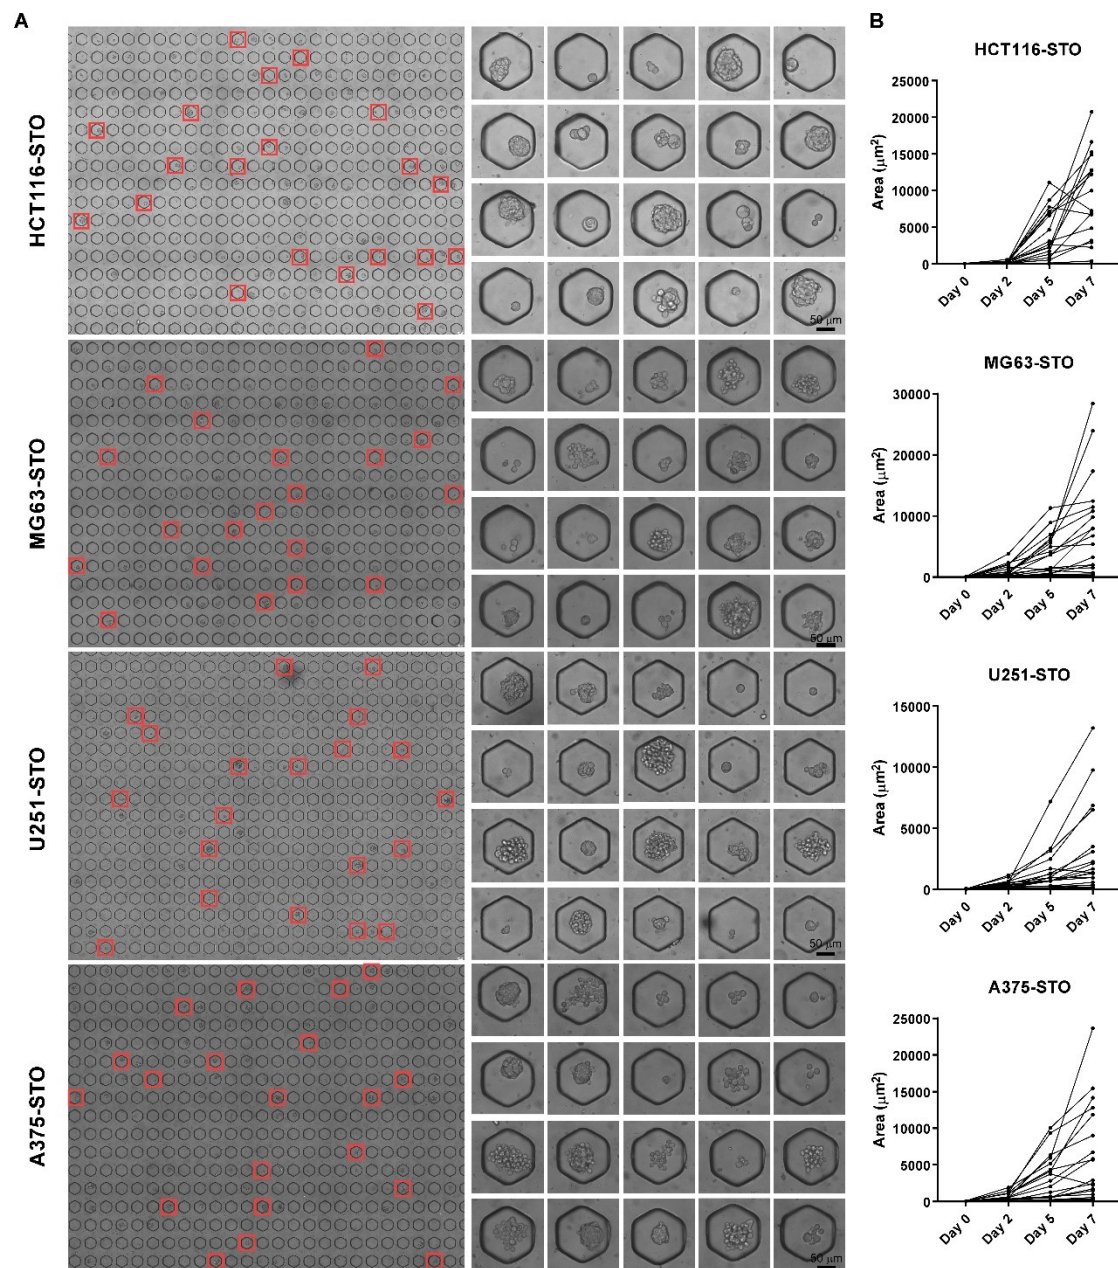 A
B
HCT116-STO
50 μm
HCT116-STO
Area (μm²)
25000
20000
15000
10000
5000
0
Day 0
Day 2
Day 5
Day 7
MG63-STO
50 μm
MG63-STO
Area (μm²)
30000
20000
10000
0
Day 0
Day 2
Day 5
Day 7
U251-STO
50 μm
U251-STO
Area (μm²)
15000
10000
5000
0
Day 0
Day 2
Day 5
Day 7
A375-STO
50 μm
A375-STO
Area (μm²)
25000
20000
15000
10000
5000
0
Day 0
Day 2
Day 5
Day 7